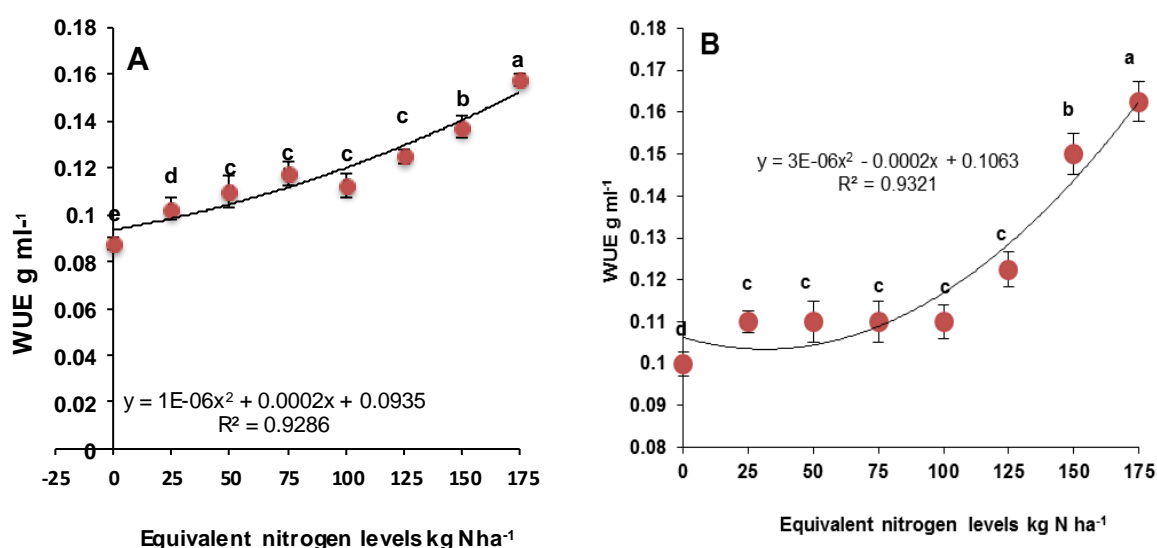 A
0.18
0.16
0.14
0.12
0.1
0.08
0.06
0.04
0.02
0
WUE g ml-¹
e
d
c
c
c
c
b
a
y = 1E-06x² + 0.0002x + 0.0935
R² = 0.9286
-25 0 25 50 75 100 125 150 175
Equivalent nitrogen levels kg N ha-¹
B
0.18
0.17
0.16
0.15
0.14
0.13
0.12
0.11
0.1
0.09
0.08
WUE g ml-¹
d
c
c
c
c
c
b
a
y = 3E-06x² - 0.0002x + 0.1063
R² = 0.9321
0 25 50 75 100 125 150 175
Equivalent nitrogen levels kg N ha-¹